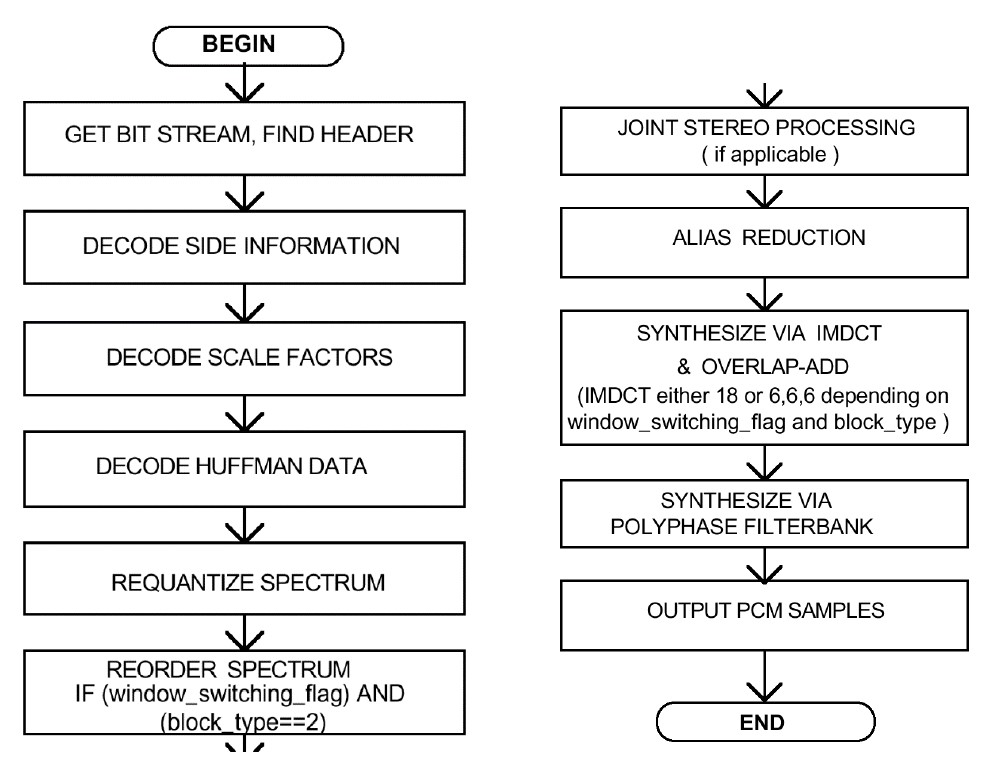 BEGIN
GET BIT STREAM, FIND HEADER
DECODE SIDE INFORMATION
DECODE SCALE FACTORS
DECODE HUFFMAN DATA
REQUANTIZE SPECTRUM
REORDER SPECTRUM
IF (window_switching_flag) AND
(block_type==2)
JOINT STEREO PROCESSING
( if applicable )
ALIAS REDUCTION
SYNTHESIZE VIA IMDCT
& OVERLAP-ADD
(IMDCT either 18 or 6,6,6 depending on
window_switching_flag and block_type )
SYNTHESIZE VIA
POLYPHASE FILTERBANK
OUTPUT PCM SAMPLES
END